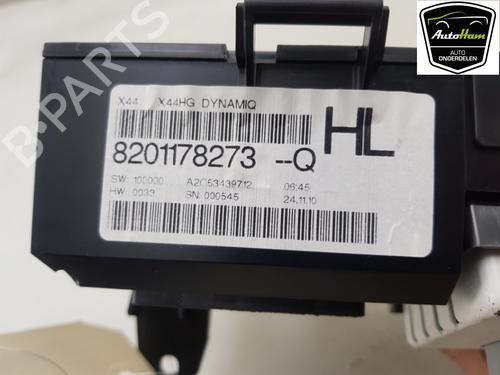 AutoHam
AUTO
ONDERDELEN
B-PARTS
X44 X44HG DYNAMIQ
HL
8201178273 --Q
SW: 100000 A2C53439712 06:45
HW: 0033 SN: 000545 24.11.10